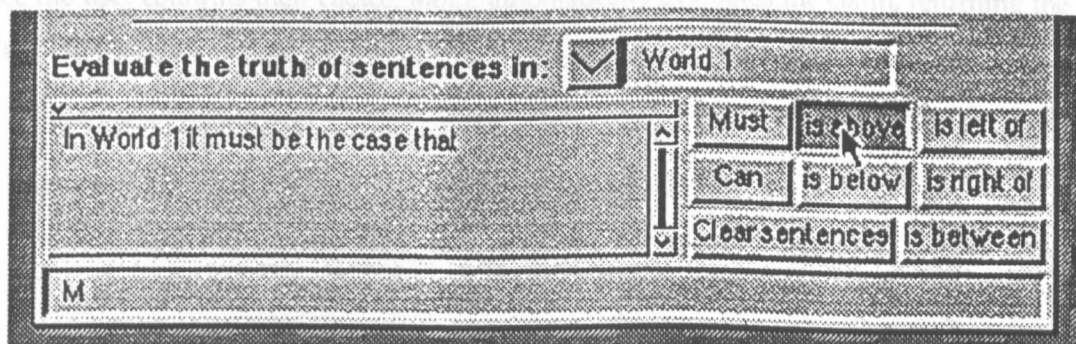 Evaluate the truth of sentences in: World 1
In World 1 it must be the case that
Must is above is left of
Can is below is right of
Clear sentences is between
M